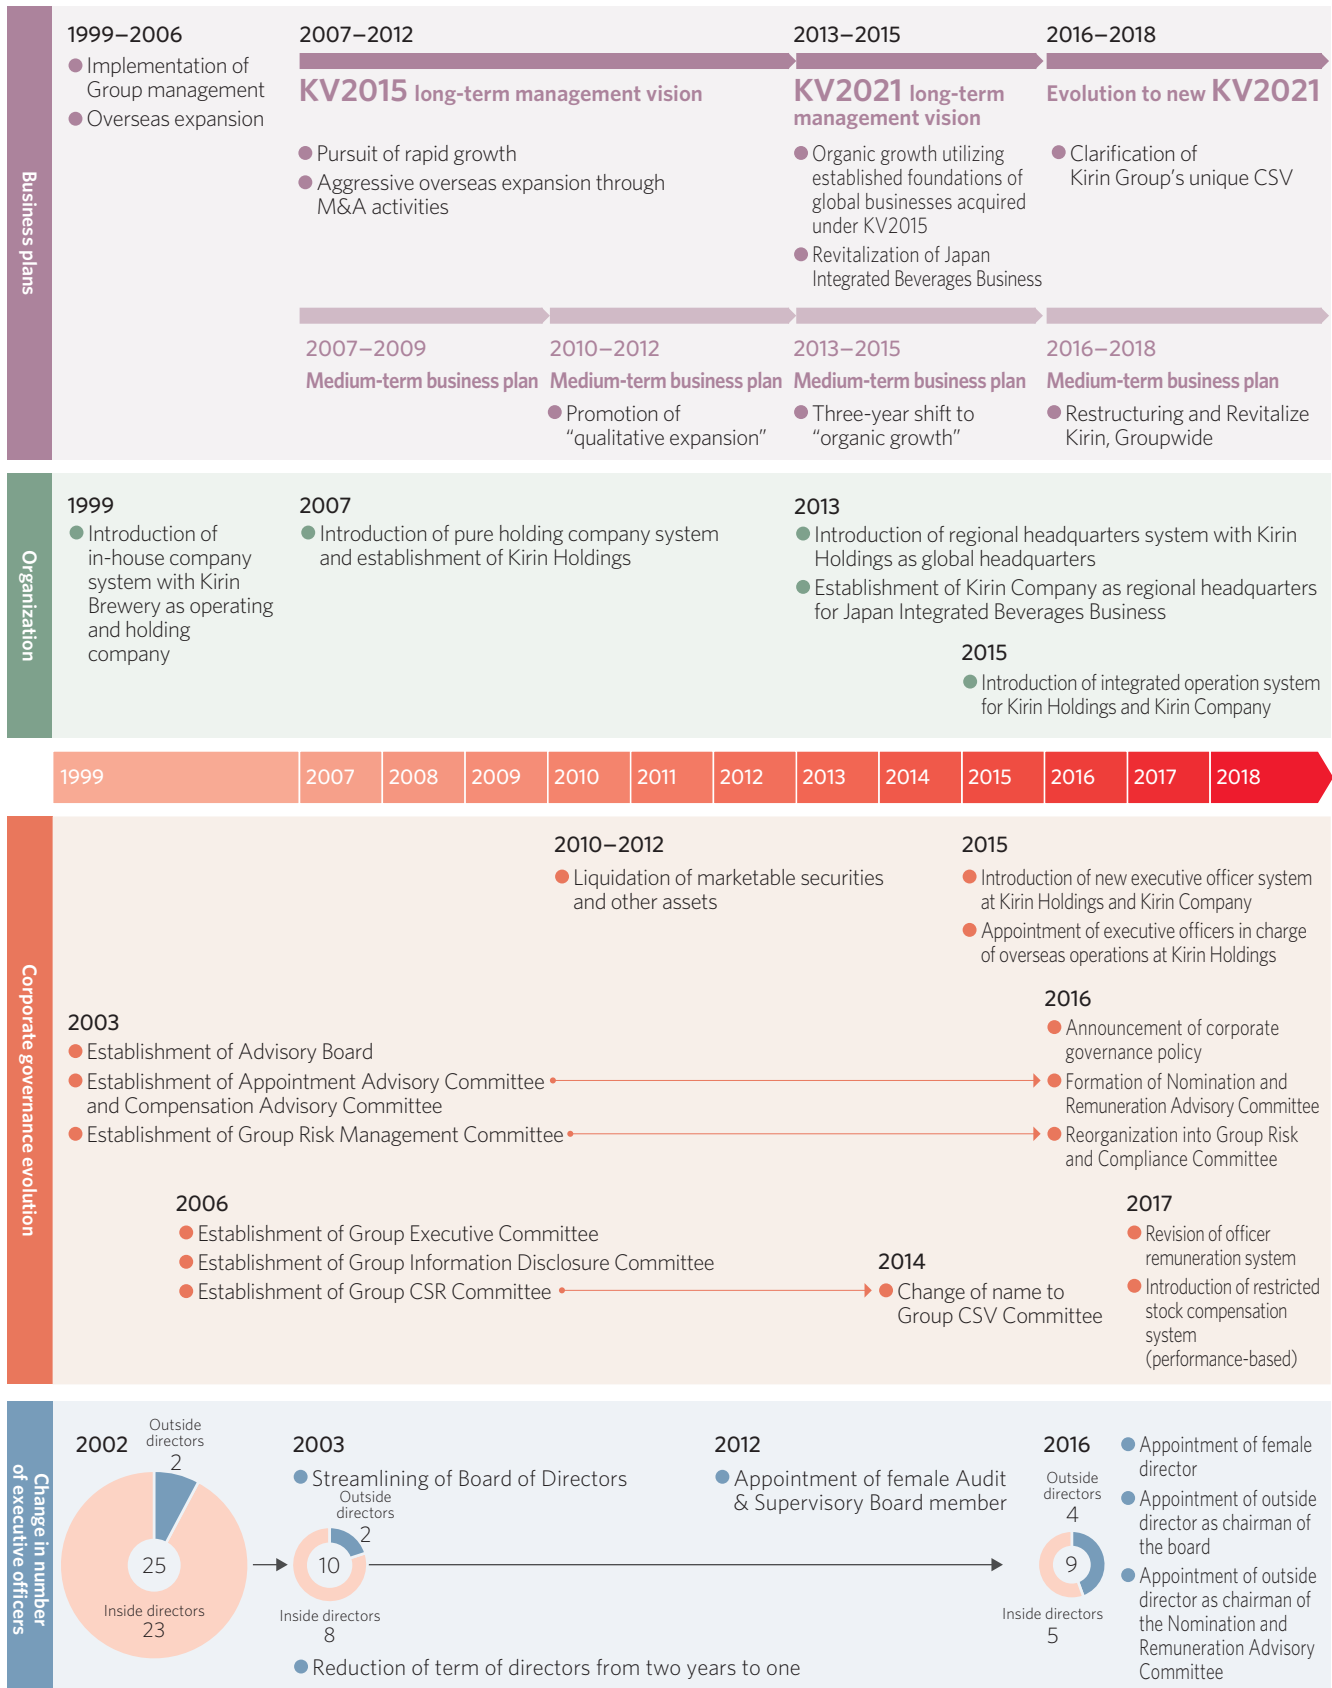 Business plans
1999–2006
Implementation of
Group management
Overseas expansion
2007–2012
KV2015 long-term management vision
Pursuit of rapid growth
Aggressive overseas expansion through
M&A activities
2013–2015
KV2021 long-term
management vision
Organic growth utilizing
established foundations of
global businesses acquired
under KV2015
Revitalization of Japan
Integrated Beverages Business
2016–2018
Evolution to new KV2021
Clarification of
Kirin Group's unique CSV
2007–2009
Medium-term business plan
2010–2012
Medium-term business plan
Promotion of
“qualitative expansion”
2013–2015
Medium-term business plan
Three-year shift to
“organic growth”
2016–2018
Medium-term business plan
Restructuring and Revitalize
Kirin, Groupwide
Organization
1999
Introduction of
in-house company
system with Kirin
Brewery as operating
and holding
company
2007
Introduction of pure holding company system
and establishment of Kirin Holdings
2013
Introduction of regional headquarters system with Kirin
Holdings as global headquarters
Establishment of Kirin Company as regional headquarters
for Japan Integrated Beverages Business
2015
Introduction of integrated operation system
for Kirin Holdings and Kirin Company
1999 2007 2008 2009 2010 2011 2012 2013 2014 2015 2016 2017 2018
Corporate governance evolution
2010–2012
Liquidation of marketable securities
and other assets
2015
Introduction of new executive officer system
at Kirin Holdings and Kirin Company
Appointment of executive officers in charge
of overseas operations at Kirin Holdings
2003
Establishment of Advisory Board
Establishment of Appointment Advisory Committee
and Compensation Advisory Committee
Establishment of Group Risk Management Committee
2016
Announcement of corporate
governance policy
Formation of Nomination and
Remuneration Advisory Committee
Reorganization into Group Risk
and Compliance Committee
2006
Establishment of Group Executive Committee
Establishment of Group Information Disclosure Committee
Establishment of Group CSR Committee
2014
Change of name to
Group CSV Committee
2017
Revision of officer
remuneration system
Introduction of restricted
stock compensation
system
(performance-based)
Change in number
of executive officers
2002
Outside
directors
2
25
Inside directors
23
2003
Streamlining of Board of Directors
Outside
directors
2
10
Inside directors
8
Reduction of term of directors from two years to one
2012
Appointment of female Audit
& Supervisory Board member
2016
Outside
directors
4
9
Inside directors
5
Appointment of female
director
Appointment of outside
director as chairman of
the board
Appointment of outside
director as chairman of
the Nomination and
Remuneration Advisory
Committee